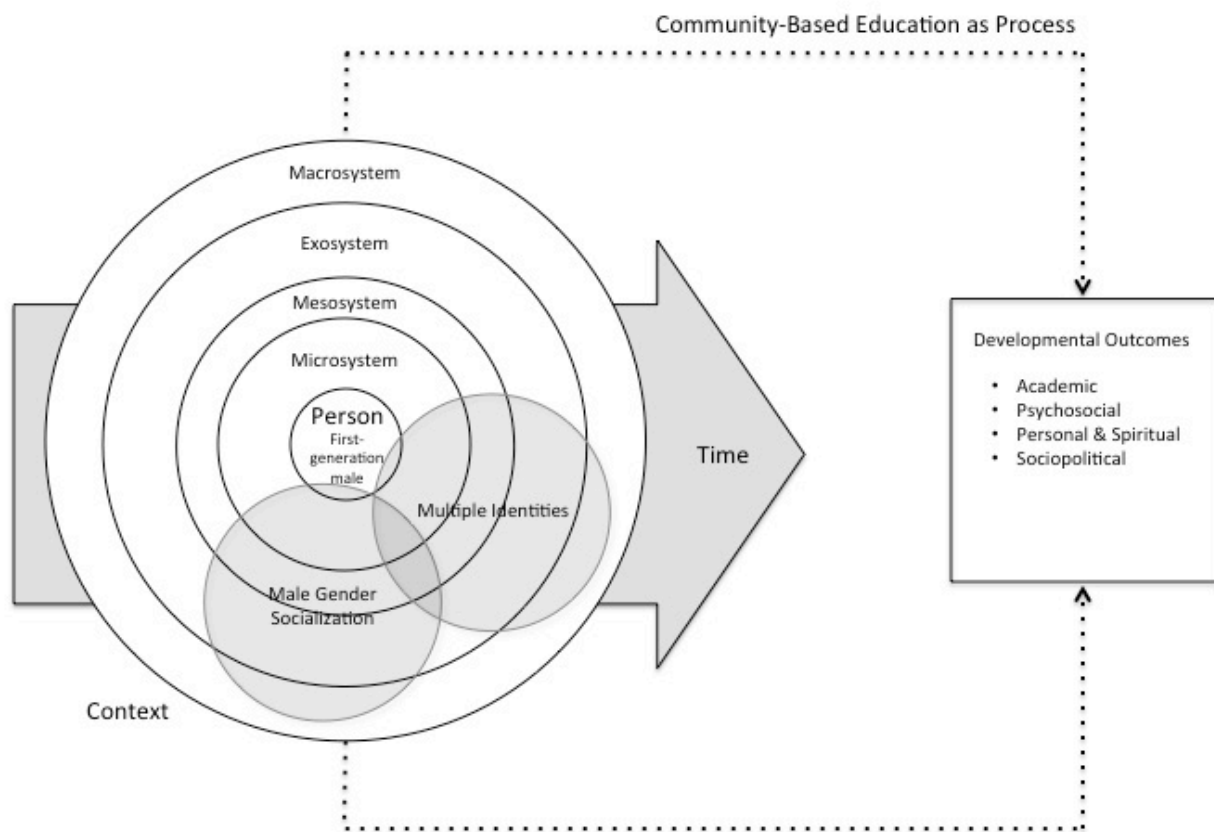 Community-Based Education as Process
Macrosystem
Exosystem
Mesosystem
Microsystem
Person
First-
generation
male
Multiple Identities
Male Gender
Socialization
Context
Time
Developmental Outcomes
• Academic
• Psychosocial
• Personal & Spiritual
• Sociopolitical